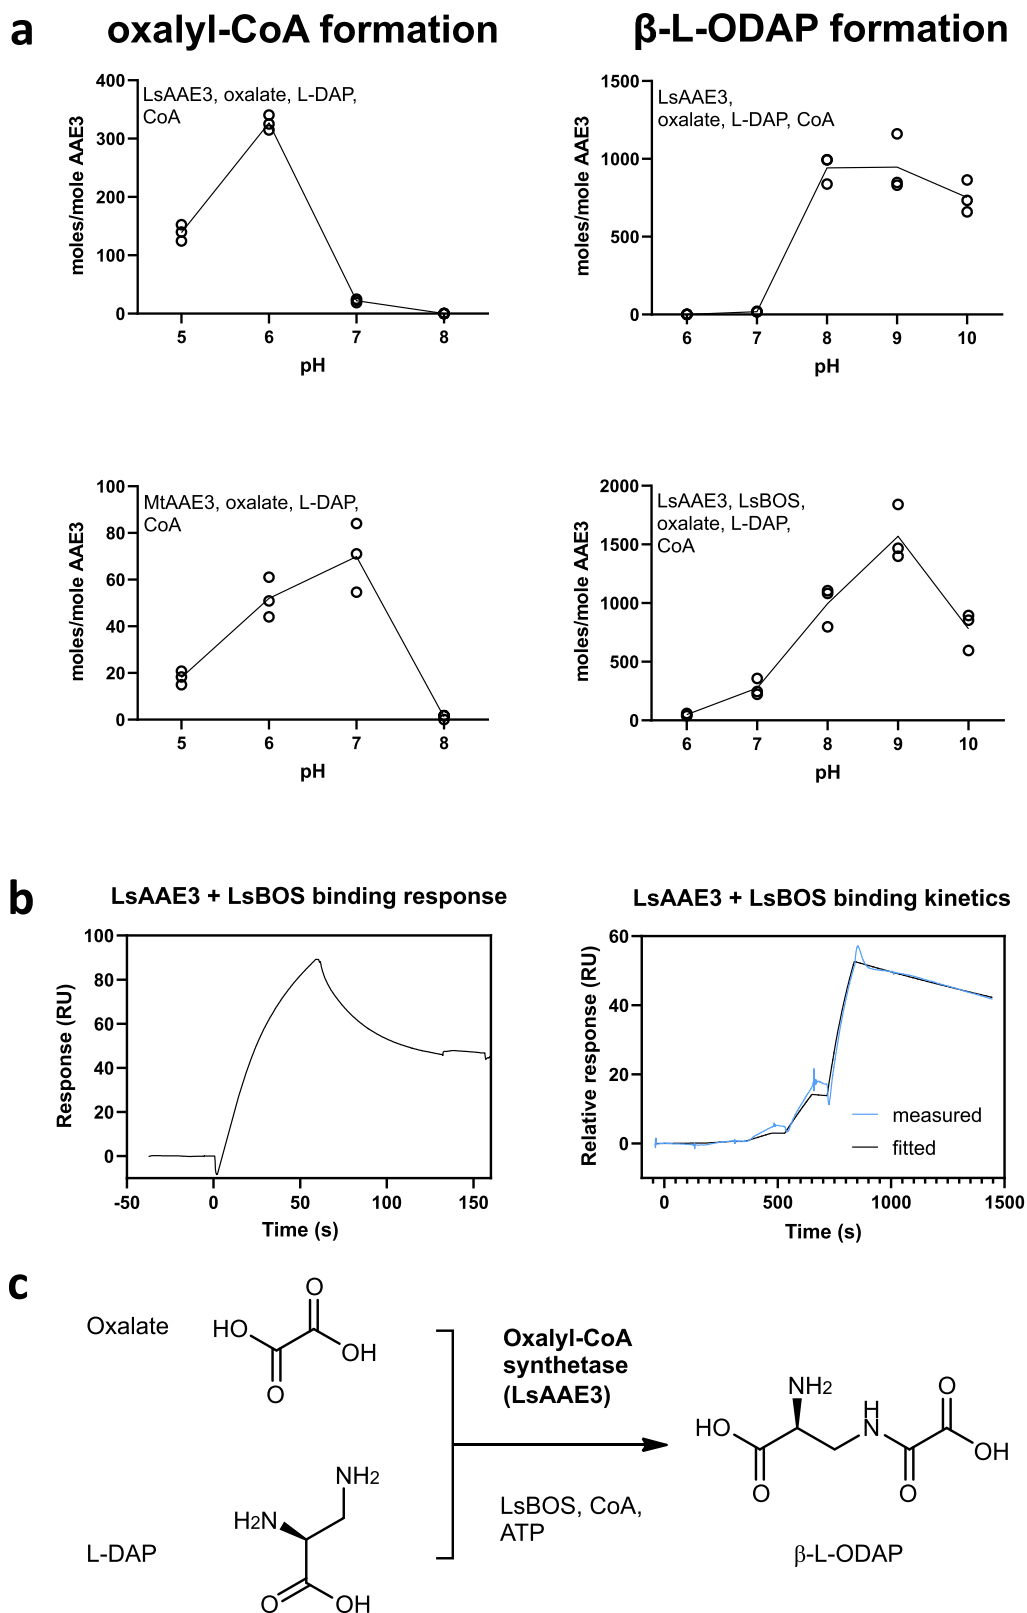 a
oxalyl-CoA formation
β-L-ODAP formation
400
300
200
100
0
moles/mole AAE3
LsAAE3, oxalate, L-DAP,
CoA
5 6 7 8
pH
1500
1000
500
0
moles/mole AAE3
LsAAE3,
oxalate, L-DAP, CoA
6 7 8 9 10
pH
100
80
60
40
20
0
moles/mole AAE3
MtAAE3, oxalate, L-DAP,
CoA
5 6 7 8
pH
2000
1500
1000
500
0
moles/mole AAE3
LsAAE3, LsBOS,
oxalate, L-DAP,
CoA
6 7 8 9 10
pH
b
LsAAE3 + LsBOS binding response
100
80
60
40
20
0
Response (RU)
-50 0 50 100 150
Time (s)
LsAAE3 + LsBOS binding kinetics
60
40
20
0
Relative response (RU)
measured
fitted
0 500 1000 1500
Time (s)
c
Oxalate
O
HO
OH
O
L-DAP
NH2
H2N
O
OH
Oxalyl-CoA
synthetase
(LsAAE3)
LsBOS, CoA,
ATP
NH2
O
H
HO
N
OH
O
O
β-L-ODAP